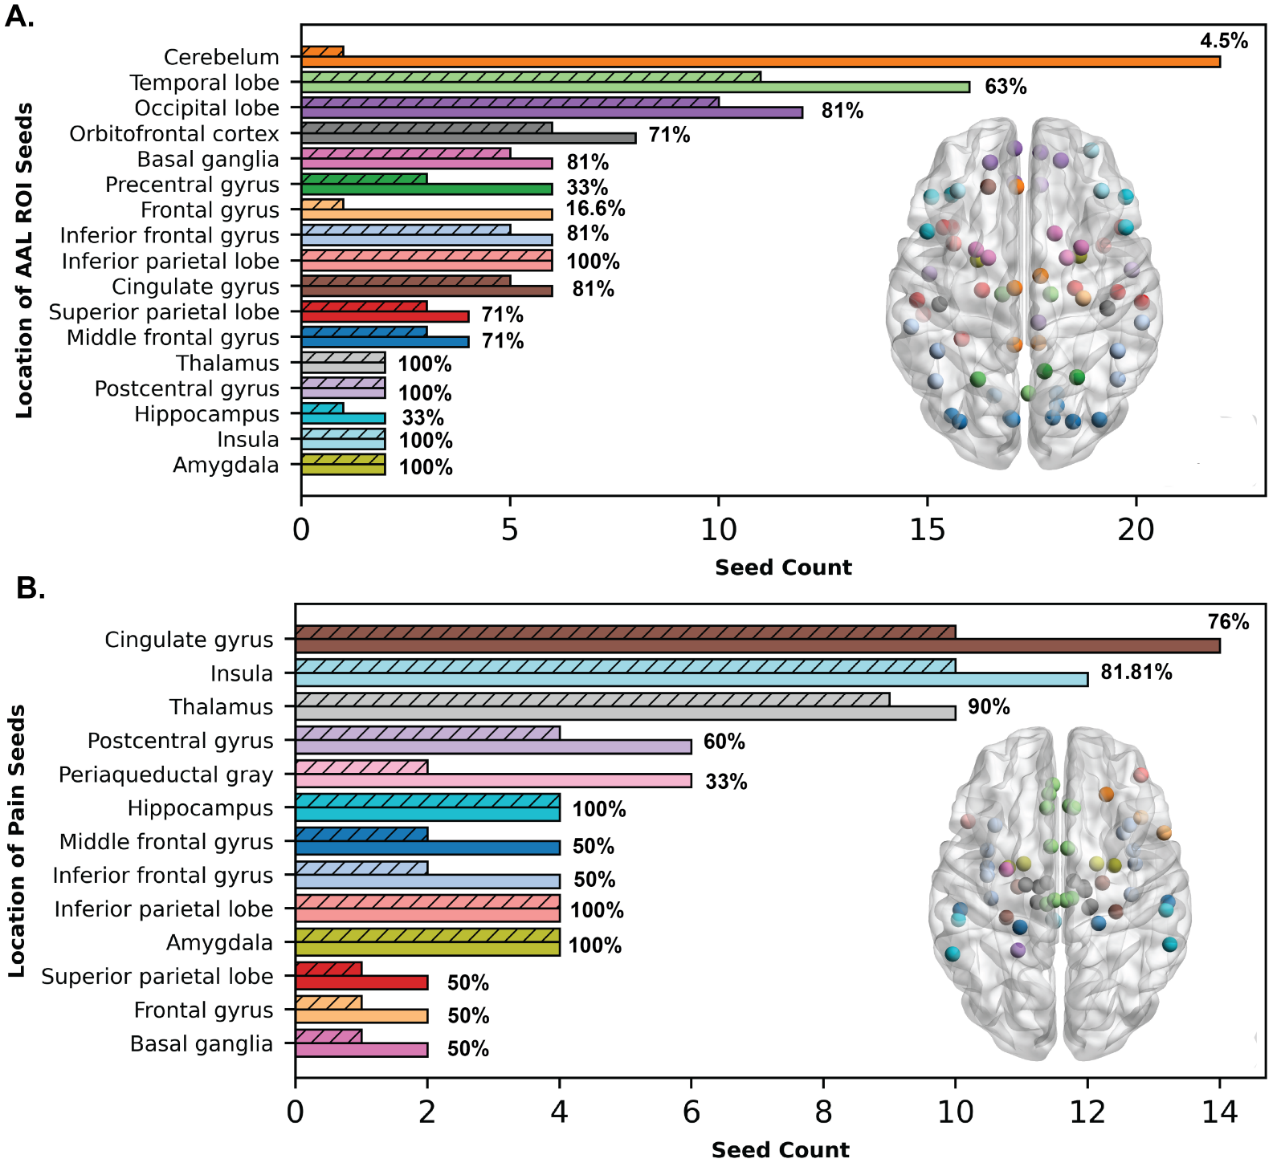 A.
Location of AAL ROI Seeds
Cerebelum 4.5%
Temporal lobe 63%
Occipital lobe 81%
Orbitofrontal cortex 71%
Basal ganglia 81%
Precentral gyrus 33%
Frontal gyrus 16.6%
Inferior frontal gyrus 81%
Inferior parietal lobe 100%
Cingulate gyrus 81%
Superior parietal lobe 71%
Middle frontal gyrus 71%
Thalamus 100%
Postcentral gyrus 100%
Hippocampus 33%
Insula 100%
Amygdala 100%
0 5 10 15 20
Seed Count
B.
Location of Pain Seeds
Cingulate gyrus 76%
Insula 81.81%
Thalamus 90%
Postcentral gyrus 60%
Periaqueductal gray 33%
Hippocampus 100%
Middle frontal gyrus 50%
Inferior frontal gyrus 50%
Inferior parietal lobe 100%
Amygdala 100%
Superior parietal lobe 50%
Frontal gyrus 50%
Basal ganglia 50%
0 2 4 6 8 10 12 14
Seed Count